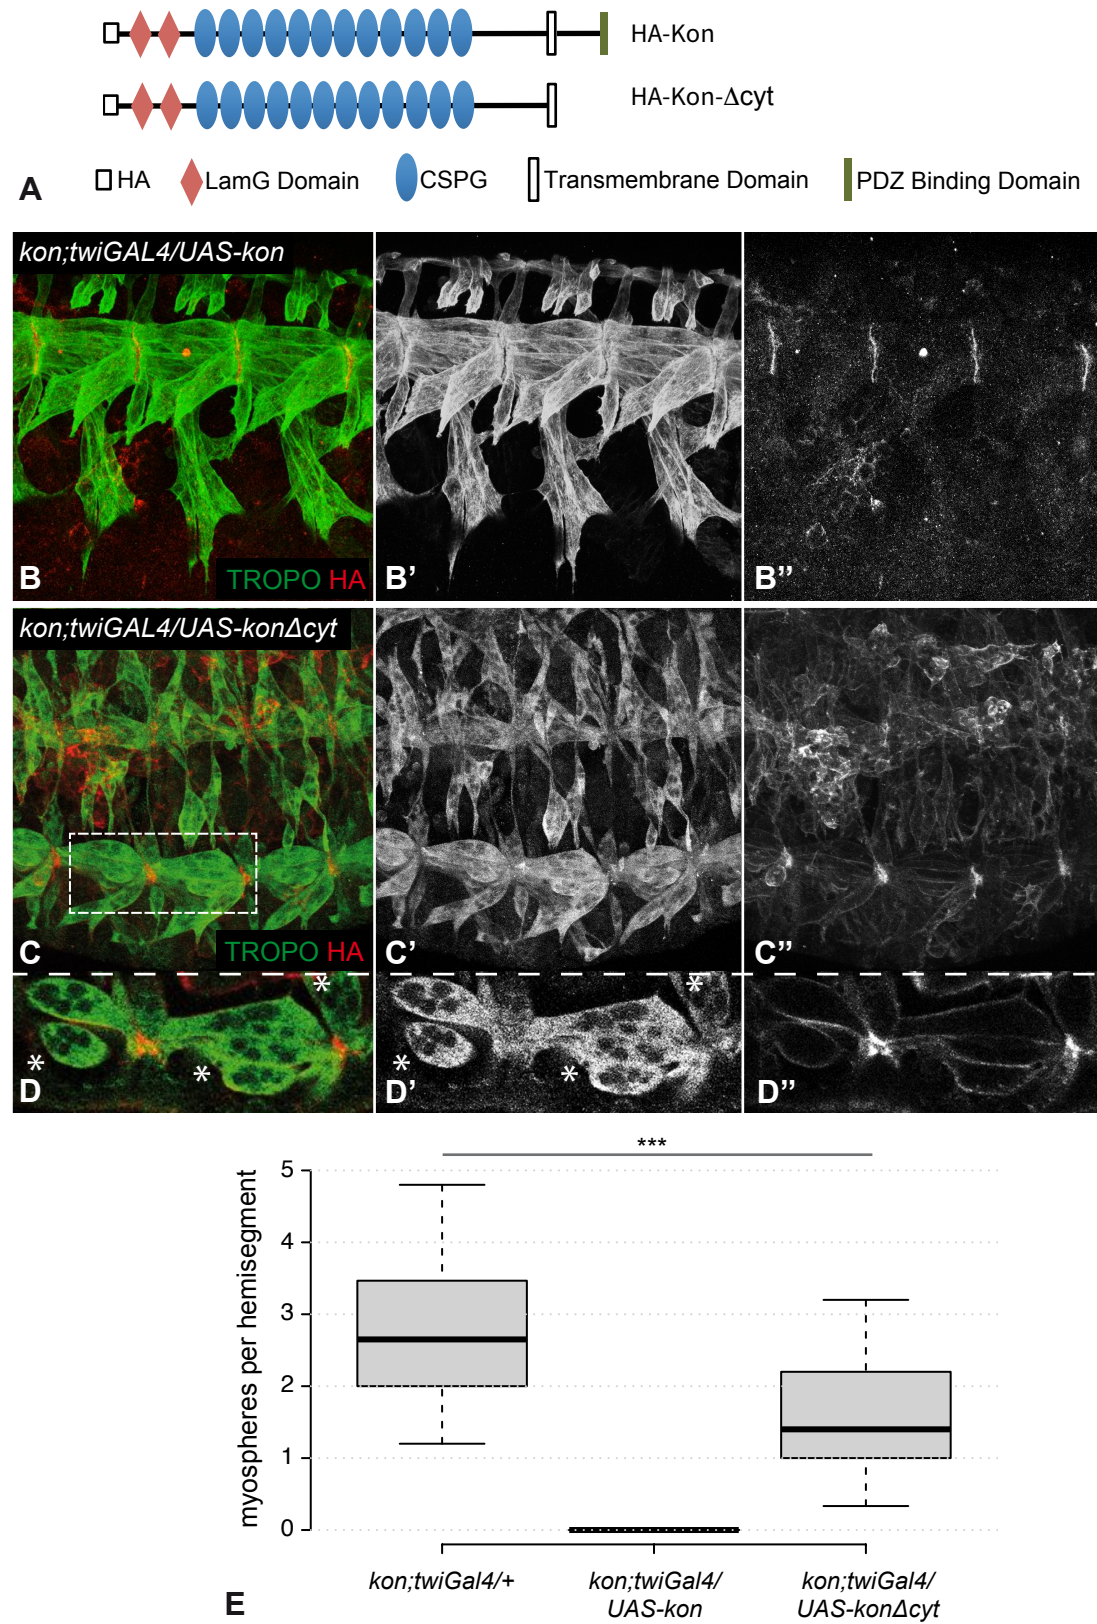 HA-Kon
HA-Kon-Δcyt
A
HA
LamG Domain
CSPG
Transmembrane Domain
PDZ Binding Domain
kon;twiGAL4/UAS-kon
B
TROPO HA
B’
B’’
kon;twiGAL4/UAS-konΔcyt
C
TROPO HA
C’
C’’
*
*
*
D
*
*
*
D’
D’’
***
myospheres per hemisegment
5
4
3
2
1
0
kon;twiGal4/+
kon;twiGal4/
UAS-kon
kon;twiGal4/
UAS-konΔcyt
E